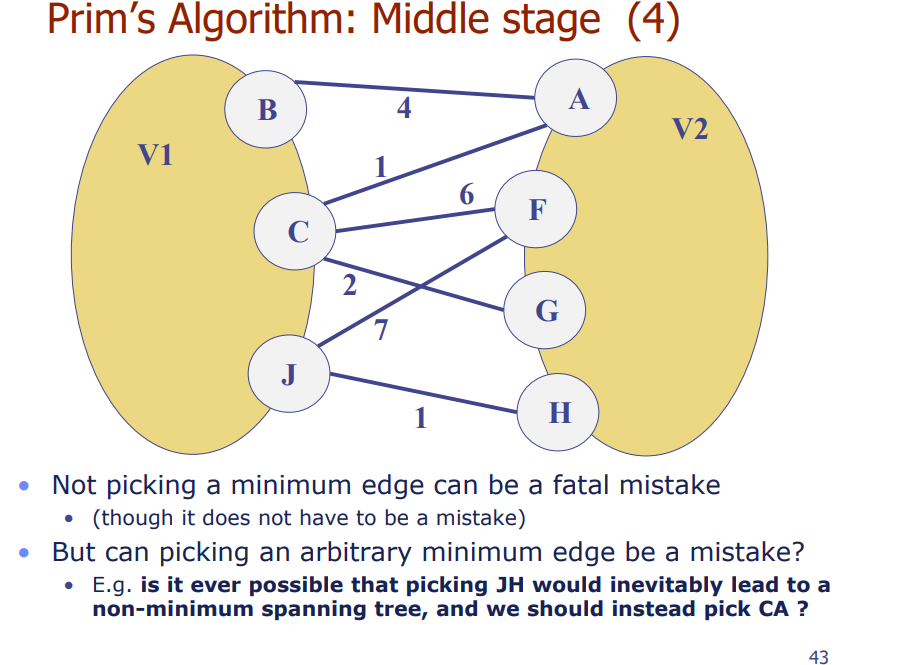 Prim's Algorithm: Middle stage (4)
B
A
4
V2
V1
1
6
F
C
2
G
7
J
H
1
• Not picking a minimum edge can be a fatal mistake
• (though it does not have to be a mistake)
• But can picking an arbitrary minimum edge be a mistake?
• E.g. is it ever possible that picking JH would inevitably lead to a
non-minimum spanning tree, and we should instead pick CA ?
43